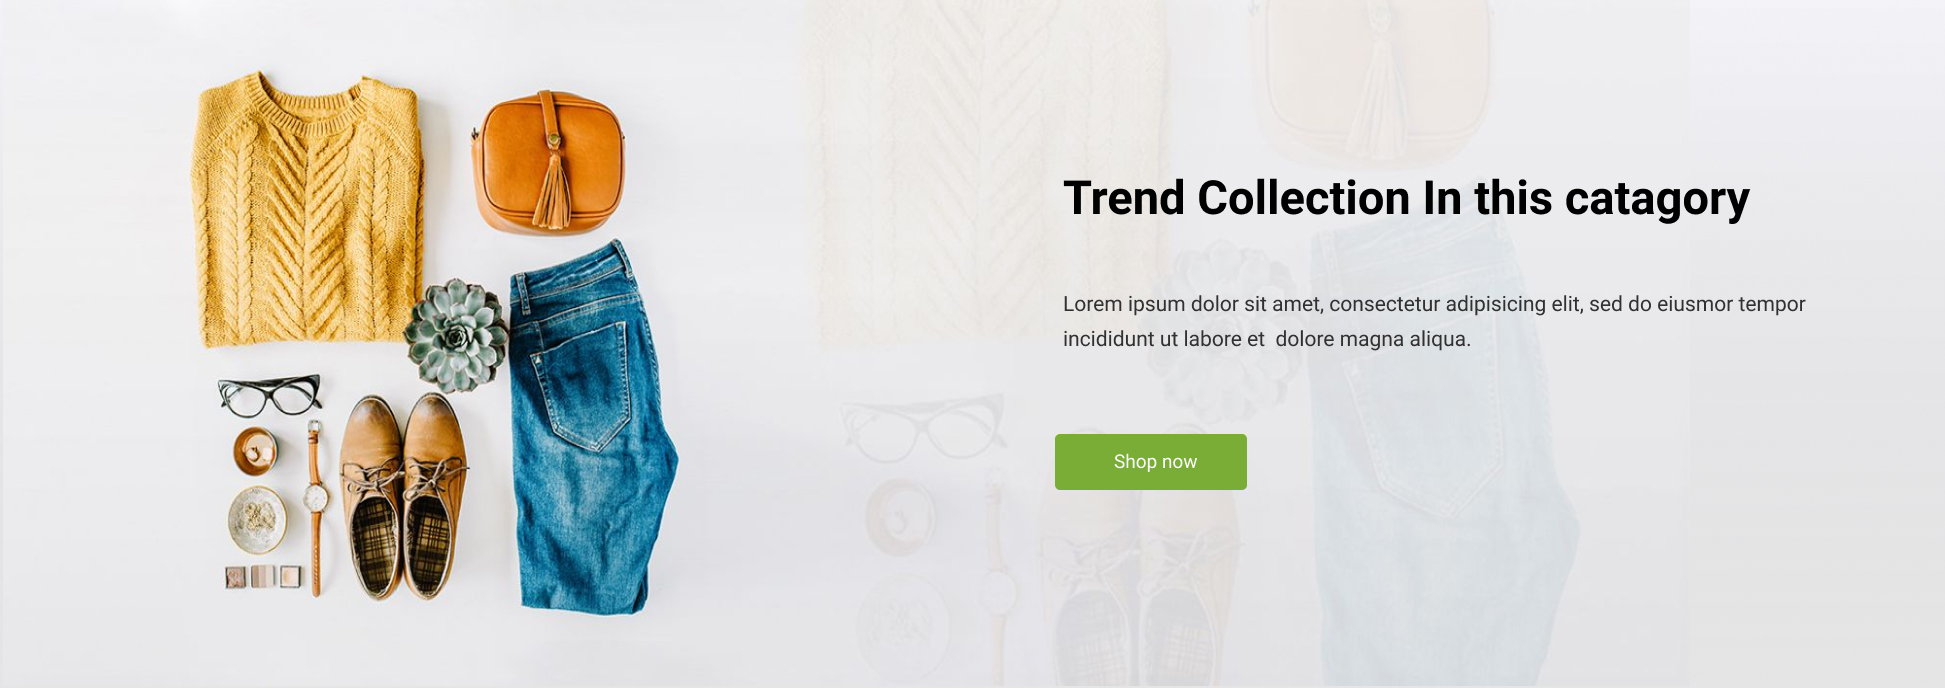 Trend Collection In this catagory
Lorem ipsum dolor sit amet, consectetur adipisicing elit, sed do eiusmor tempor
incididunt ut labore et  dolore magna aliqua.
Shop now